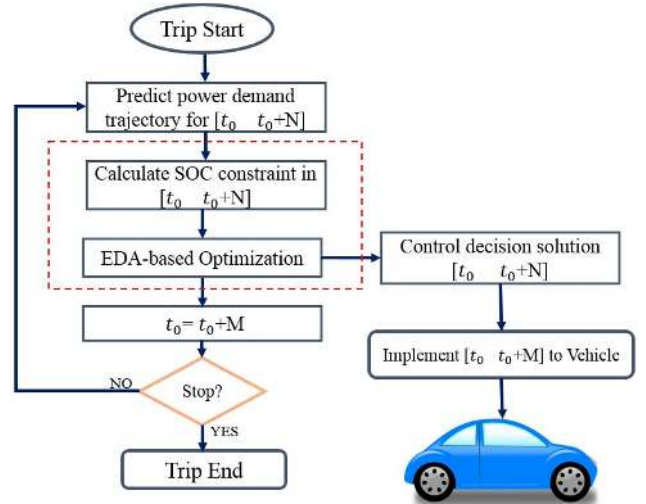 Trip Start
Predict power demand
trajectory for [t₀ t₀+N]
Calculate SOC constraint in
[t₀ t₀+N]
EDA-based Optimization
Control decision solution
[t₀ t₀+N]
t₀= t₀+M
Implement [t₀ t₀+M] to Vehicle
NO
Stop?
YES
Trip End